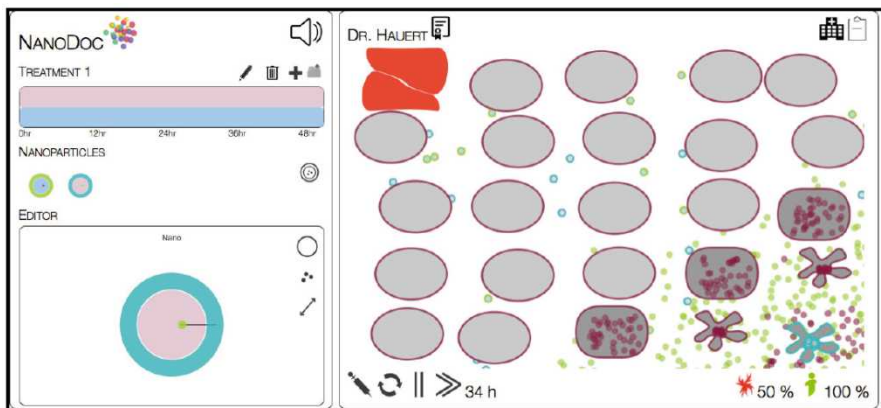 NANODOC
TREATMENT 1
0hr 12hr 24hr 36hr 48hr
NANOPARTICLES
EDITOR
Nano
DR. HAUERT
34 h
50 %
100 %